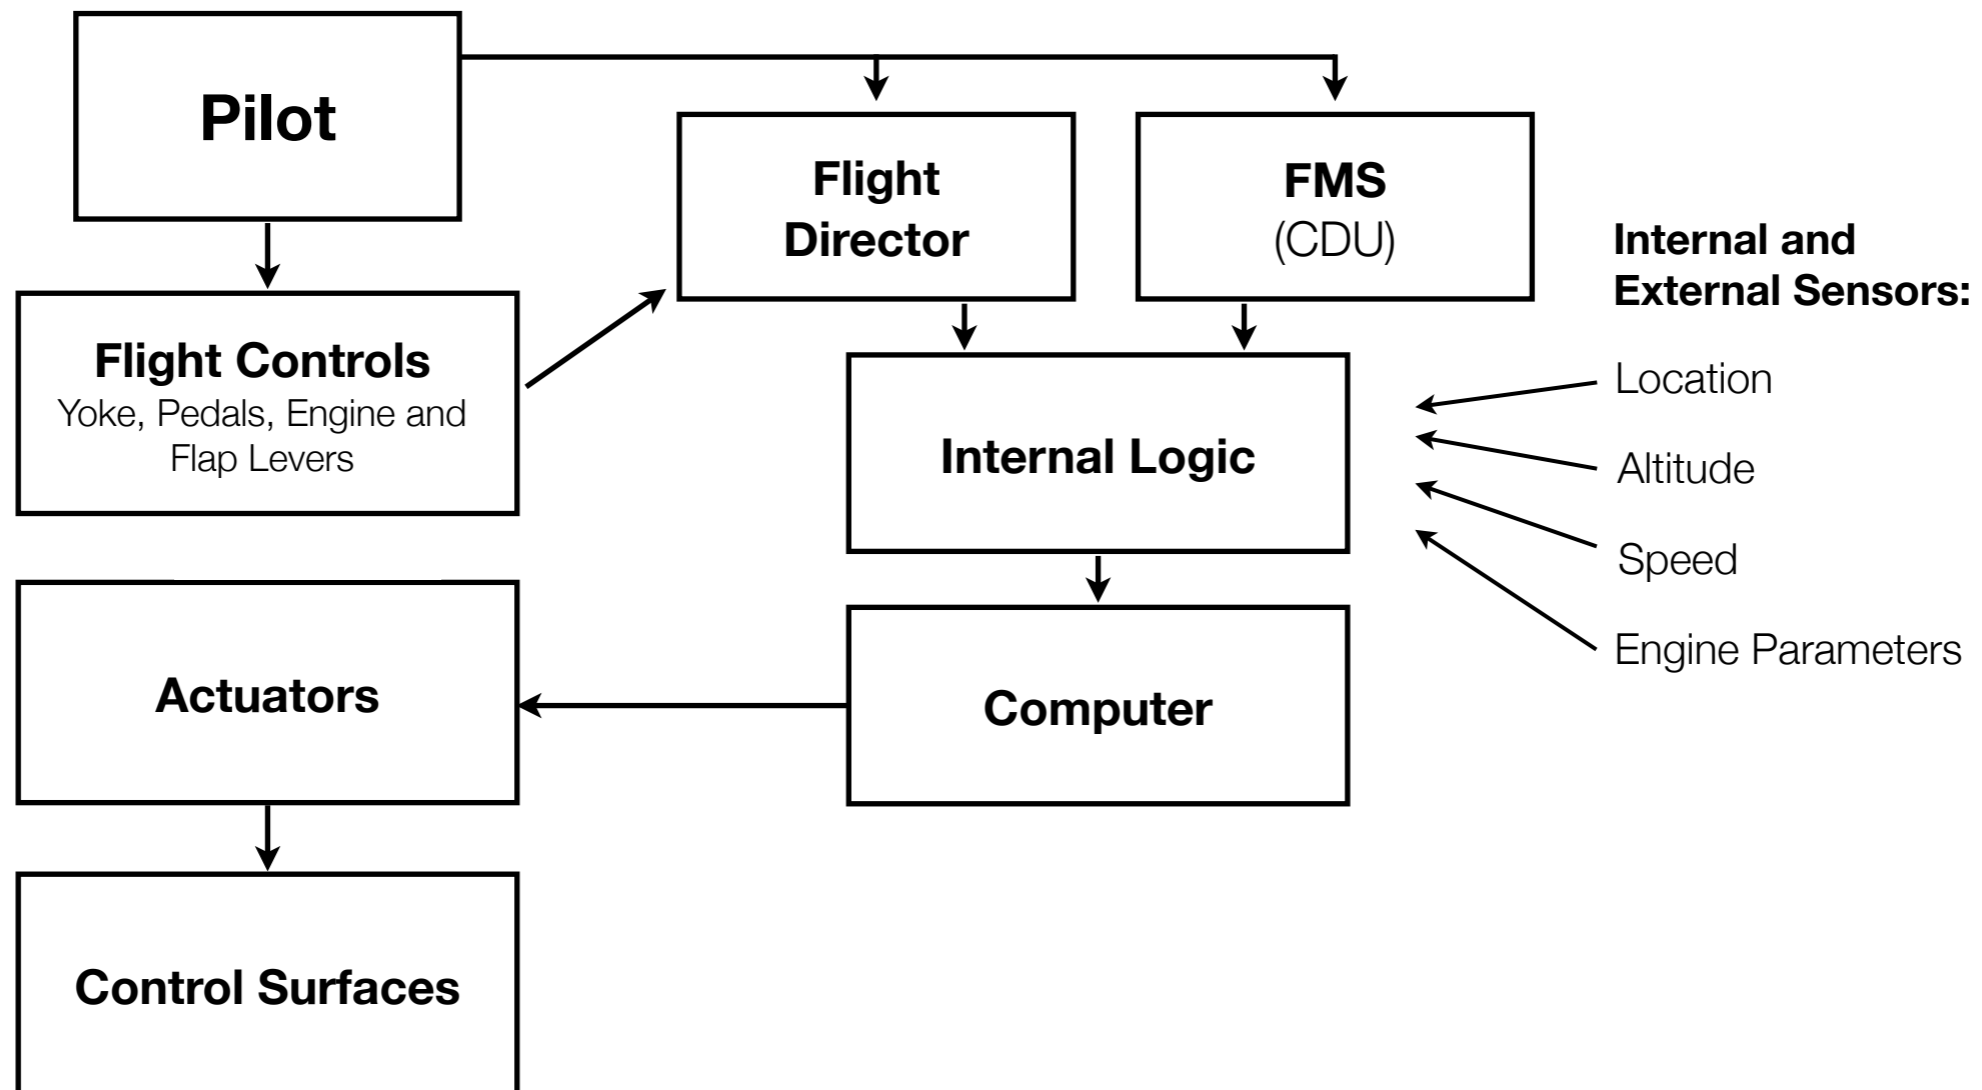 Pilot
Flight
Director
FMS
(CDU)
Internal and
External Sensors:
Flight Controls
Yoke, Pedals, Engine and
Flap Levers
Internal Logic
Location
Altitude
Speed
Engine Parameters
Actuators
Computer
Control Surfaces